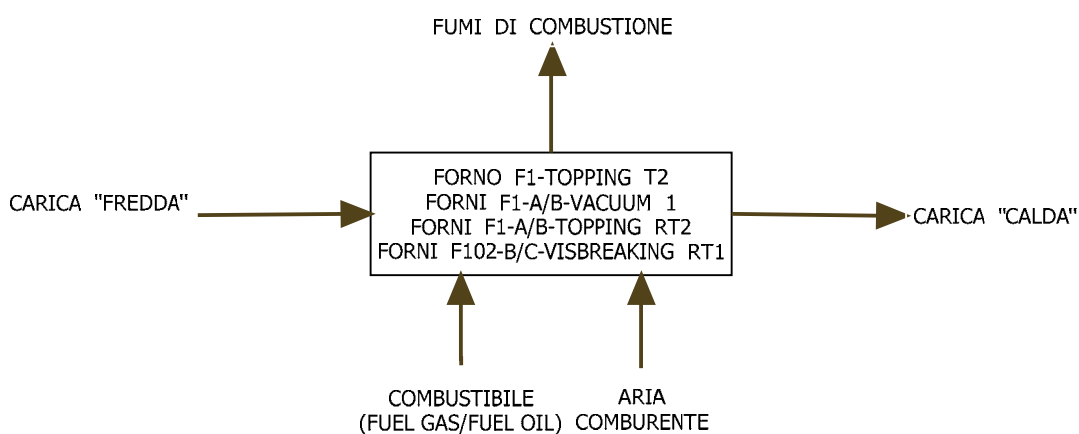 FUMI DI COMBUSTIONE
FORNO F1-TOPPING T2
FORNI F1-A/B-VACUUM 1
FORNI F1-A/B-TOPPING RT2
FORNI F102-B/C-VISBREAKING RT1
CARICA "FREDDA"
CARICA "CALDA"
COMBUSTIBILE
(FUEL GAS/FUEL OIL)
ARIA
COMBURENTE